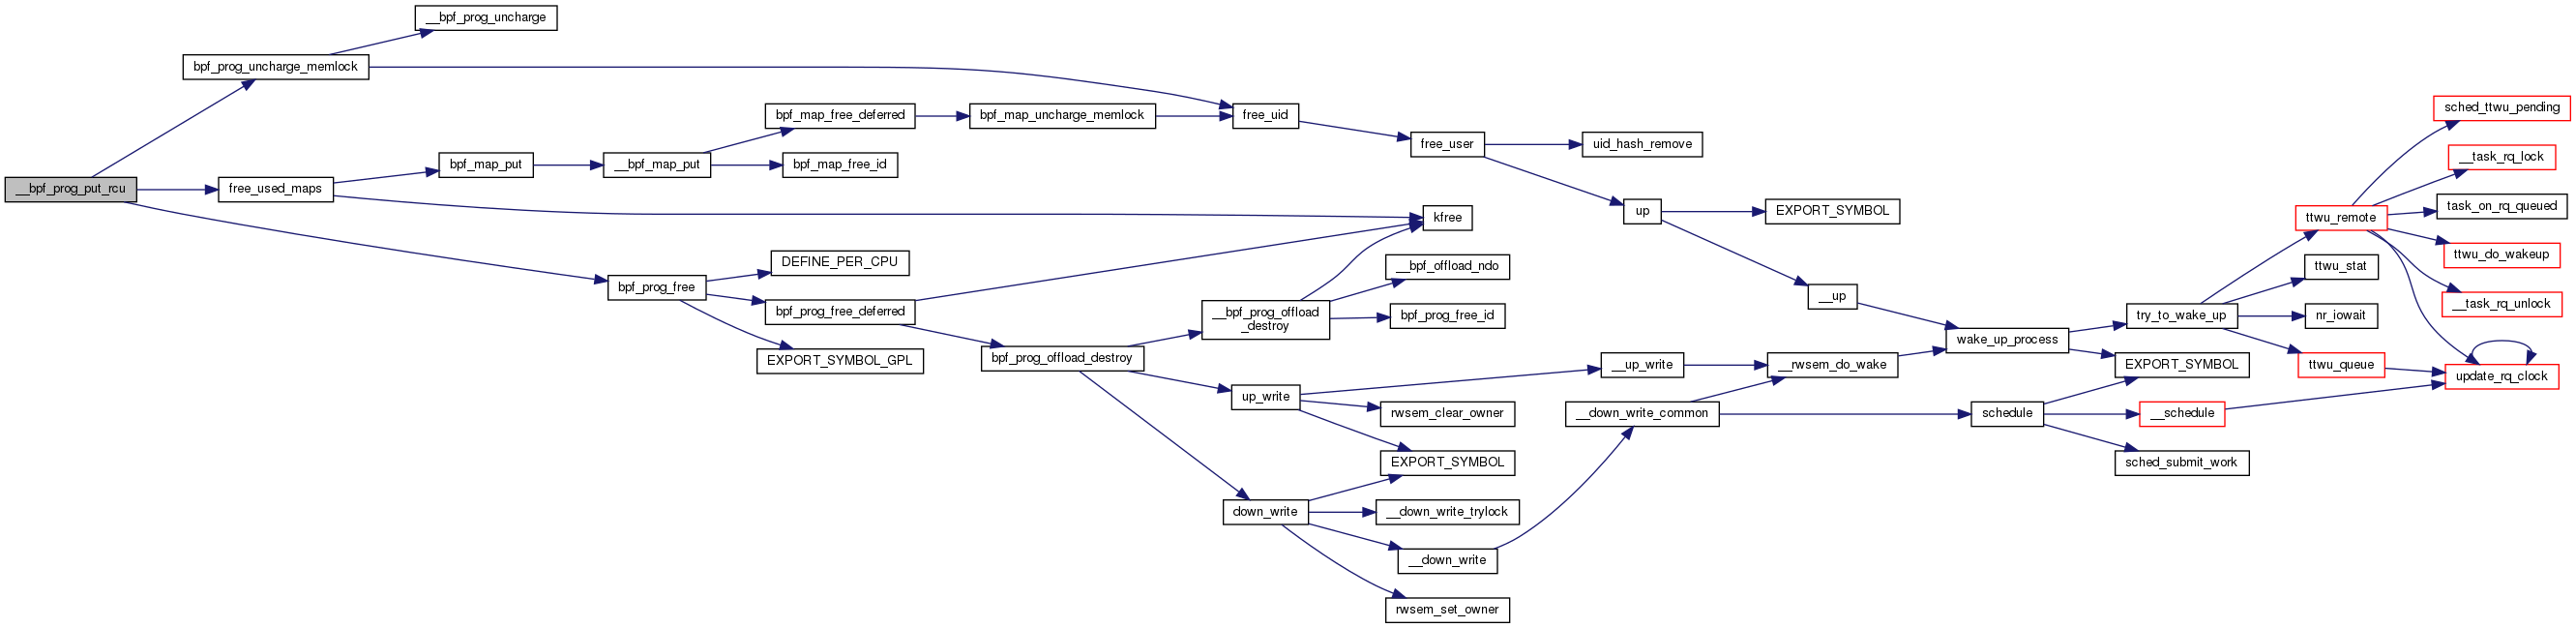 __bpf_prog_put_rcu
bpf_prog_uncharge_memlock
__bpf_prog_uncharge
free_used_maps
bpf_map_put
__bpf_map_put
bpf_map_free_deferred
bpf_map_free_id
bpf_map_uncharge_memlock
free_uid
free_user
uid_hash_remove
up
EXPORT_SYMBOL
__up
kfree
bpf_prog_free
DEFINE_PER_CPU
bpf_prog_free_deferred
EXPORT_SYMBOL_GPL
bpf_prog_offload_destroy
__bpf_prog_offload
_destroy
__bpf_offload_ndo
bpf_prog_free_id
up_write
rwsem_clear_owner
EXPORT_SYMBOL
down_write
__down_write_trylock
__down_write
rwsem_set_owner
__up_write
__down_write_common
__rwsem_do_wake
wake_up_process
schedule
try_to_wake_up
EXPORT_SYMBOL
__schedule
sched_submit_work
ttwu_remote
ttwu_stat
nr_iowait
ttwu_queue
sched_ttwu_pending
__task_rq_lock
task_on_rq_queued
ttwu_do_wakeup
__task_rq_unlock
update_rq_clock